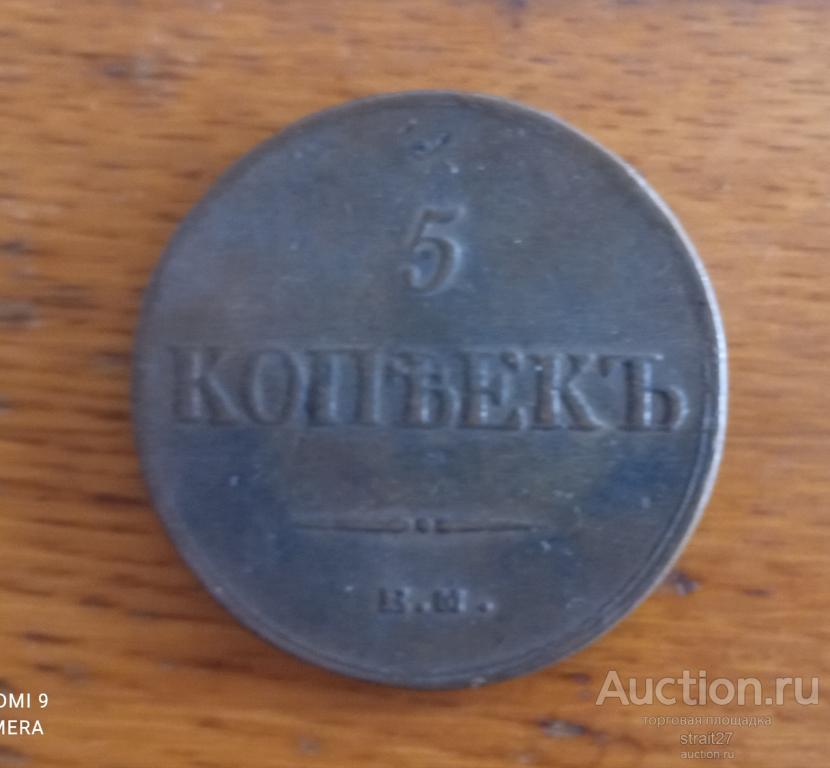 5
КОПѢЕКЪ
Е.М.
OMI 9
MERA
Auction.ru
торговая площадка
strait27
auction.ru